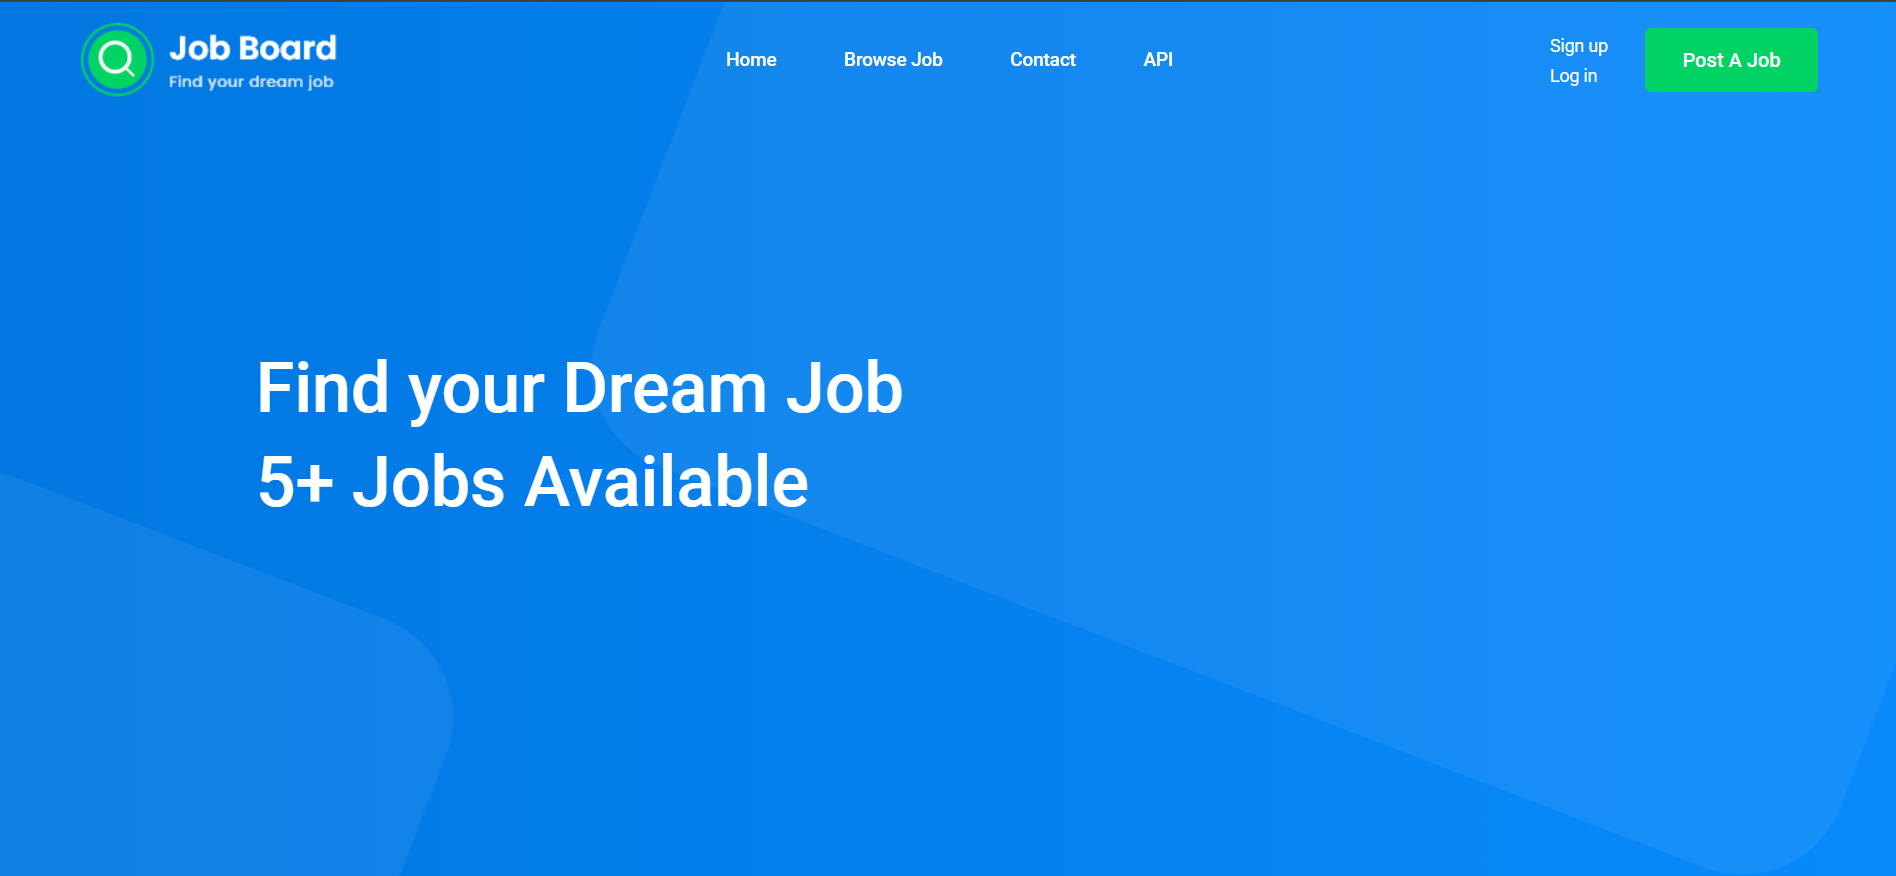 Job Board
Find your dream job
Home
Browse Job
Contact
API
Sign up
Log in
Post A Job
Find your Dream Job
5+ Jobs Available